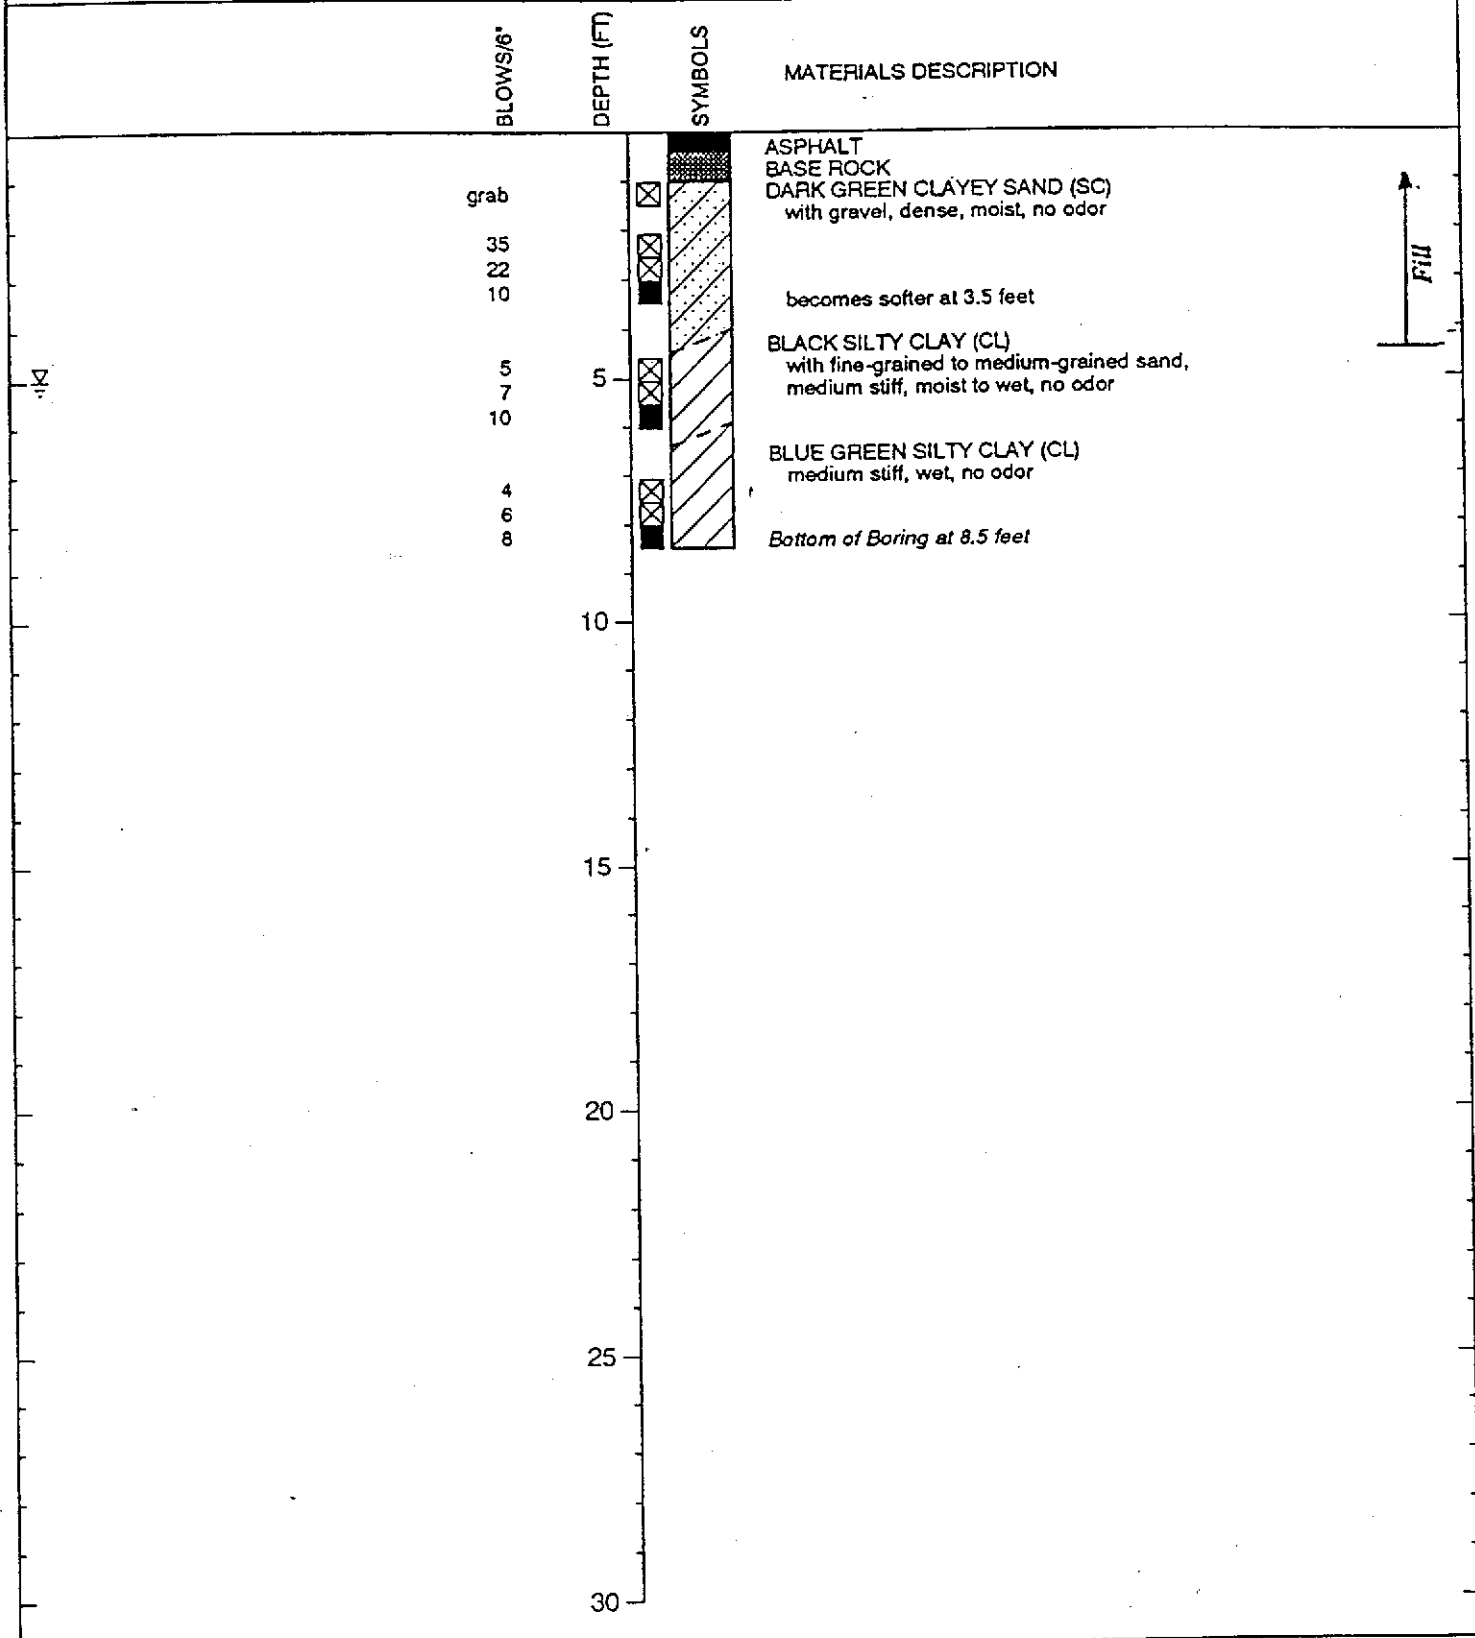 BLOWS/6"
DEPTH (FT)
SYMBOLS
MATERIALS DESCRIPTION
ASPHALT
BASE ROCK
grab
DARK GREEN CLAYEY SAND (SC)
with gravel, dense, moist, no odor
35
22
10
becomes softer at 3.5 feet
Fill
BLACK SILTY CLAY (CL)
5
with fine-grained to medium-grained sand,
5
7
medium stiff, moist to wet, no odor
10
BLUE GREEN SILTY CLAY (CL)
medium stiff, wet, no odor
4
6
8
Bottom of Boring at 8.5 feet
10
15
20
25
30